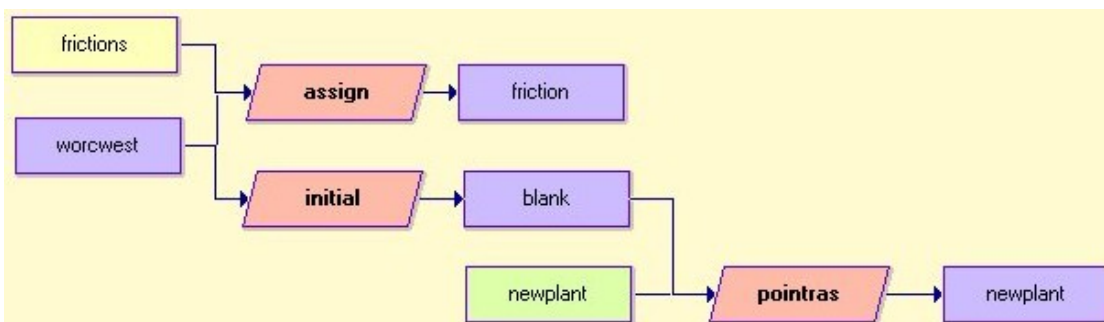 frictions
assign
friction
worcwest
initial
blank
newplant
pointras
newplant